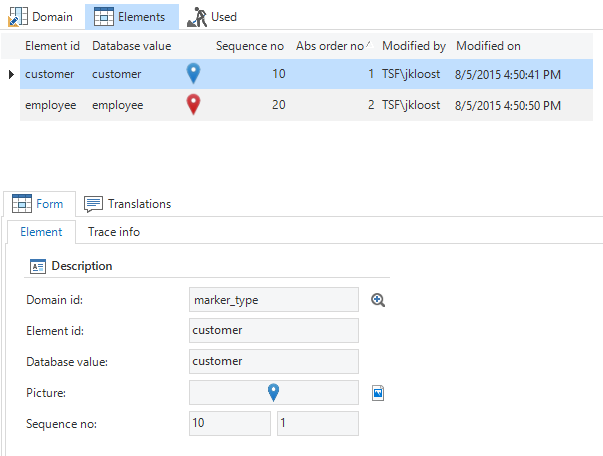 Domain Elements Used
Element id Database value Sequence no Abs order no Modified by Modified on
customer customer 10 1 TSF\jkloost 8/5/2015 4:50:41 PM
employee employee 20 2 TSF\jkloost 8/5/2015 4:50:50 PM
Form Translations
Element Trace info
Description
Domain id: marker_type
Element id: customer
Database value: customer
Picture:
Sequence no: 10 1